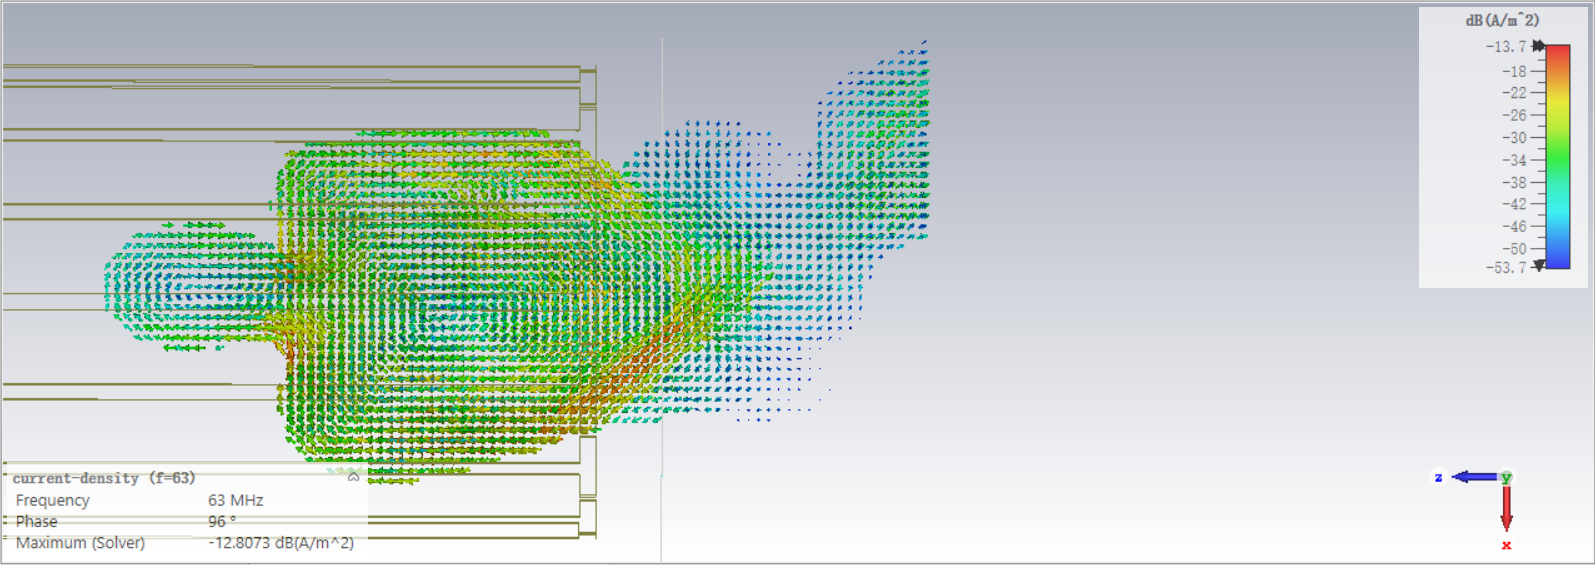 dB(A/m^2)
-13.7
-18
-22
-26
-30
-34
-38
-42
-46
-50
-53.7
current-density (f=63)
Frequency 63 MHz
Phase 96 °
Maximum (Solver) -12.8073 dB(A/m^2)
z y
x